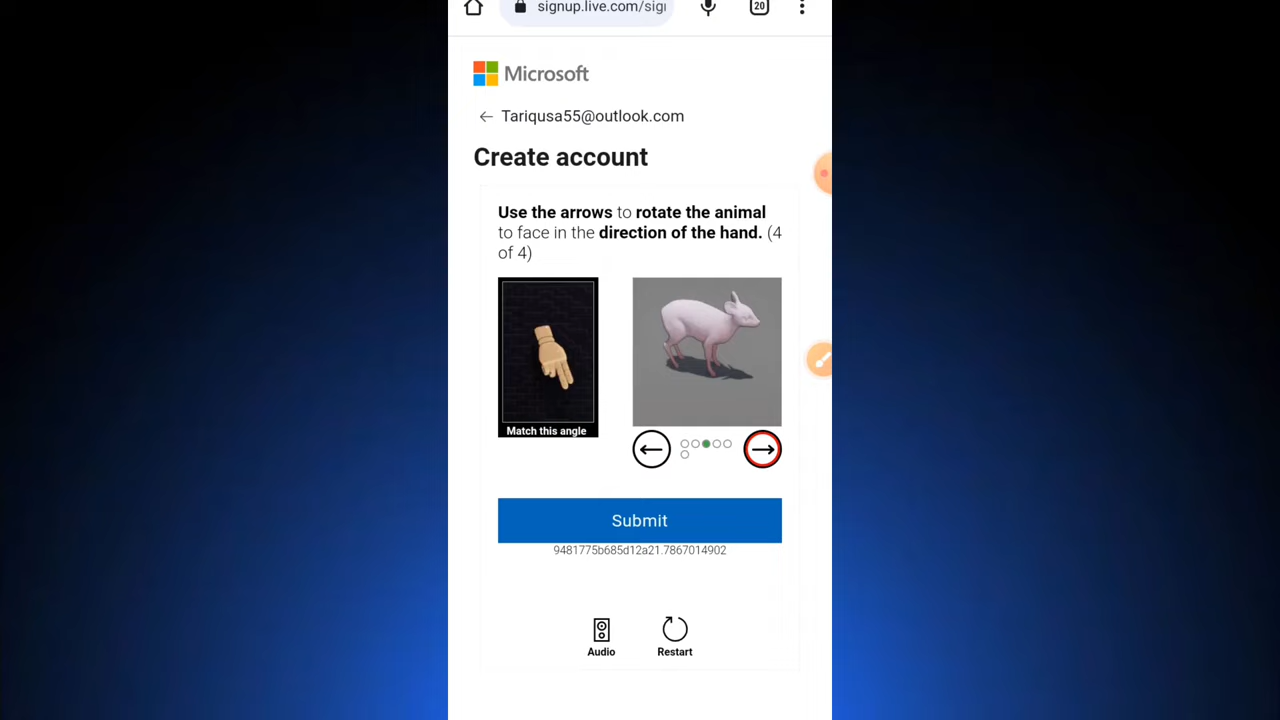 signup.live.com/sig
20
Microsoft
← Tariqusa55@outlook.com
Create account
Use the arrows to rotate the animal
to face in the direction of the hand. (4
of 4)
Match this angle
Submit
9481775b685d12a21.7867014902
Audio
Restart